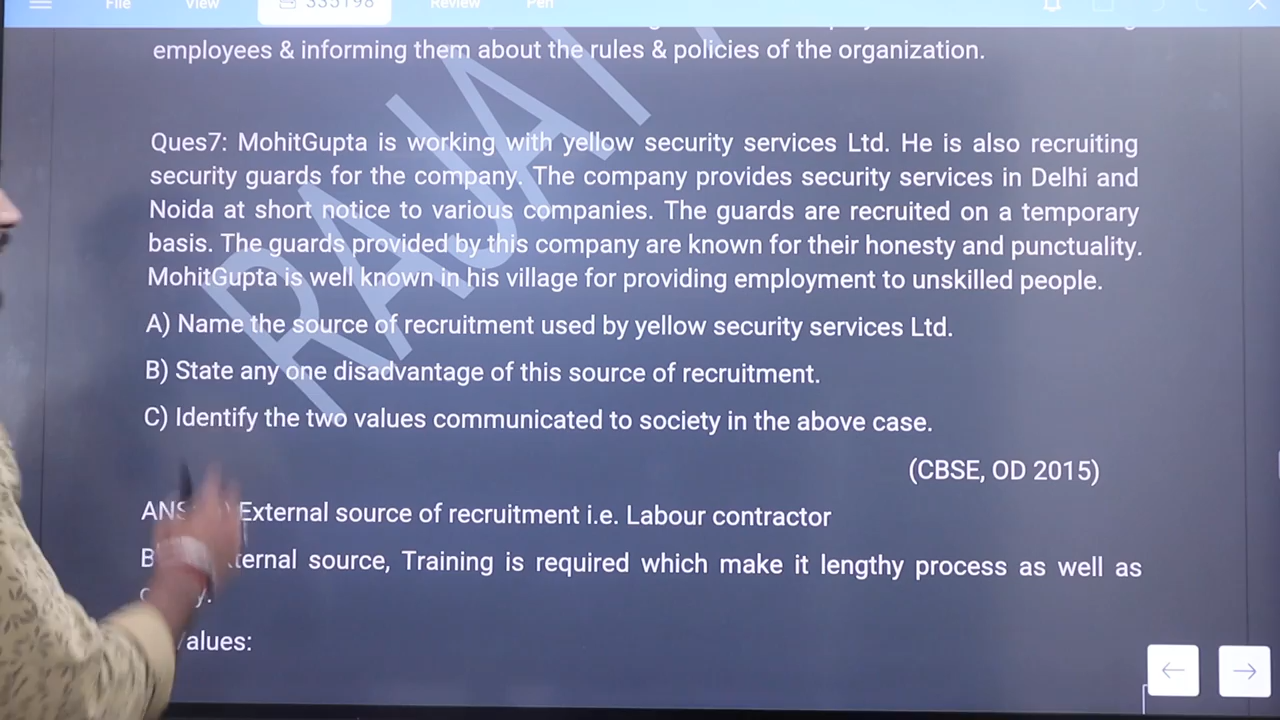 File View 335198 Review Pen
employees & informing them about the rules & policies of the organization.
Ques7: MohitGupta is working with yellow security services Ltd. He is also recruiting
security guards for the company. The company provides security services in Delhi and
Noida at short notice to various companies. The guards are recruited on a temporary
basis. The guards provided by this company are known for their honesty and punctuality.
MohitGupta is well known in his village for providing employment to unskilled people.
A) Name the source of recruitment used by yellow security services Ltd.
B) State any one disadvantage of this source of recruitment.
C) Identify the two values communicated to society in the above case.
(CBSE, OD 2015)
External source of recruitment i.e. Labour contractor
source, Training is required which make it lengthy process as well as